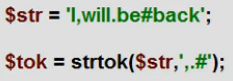 $str = 'I,will.be#back';
$tok = strtok($str,',.#');